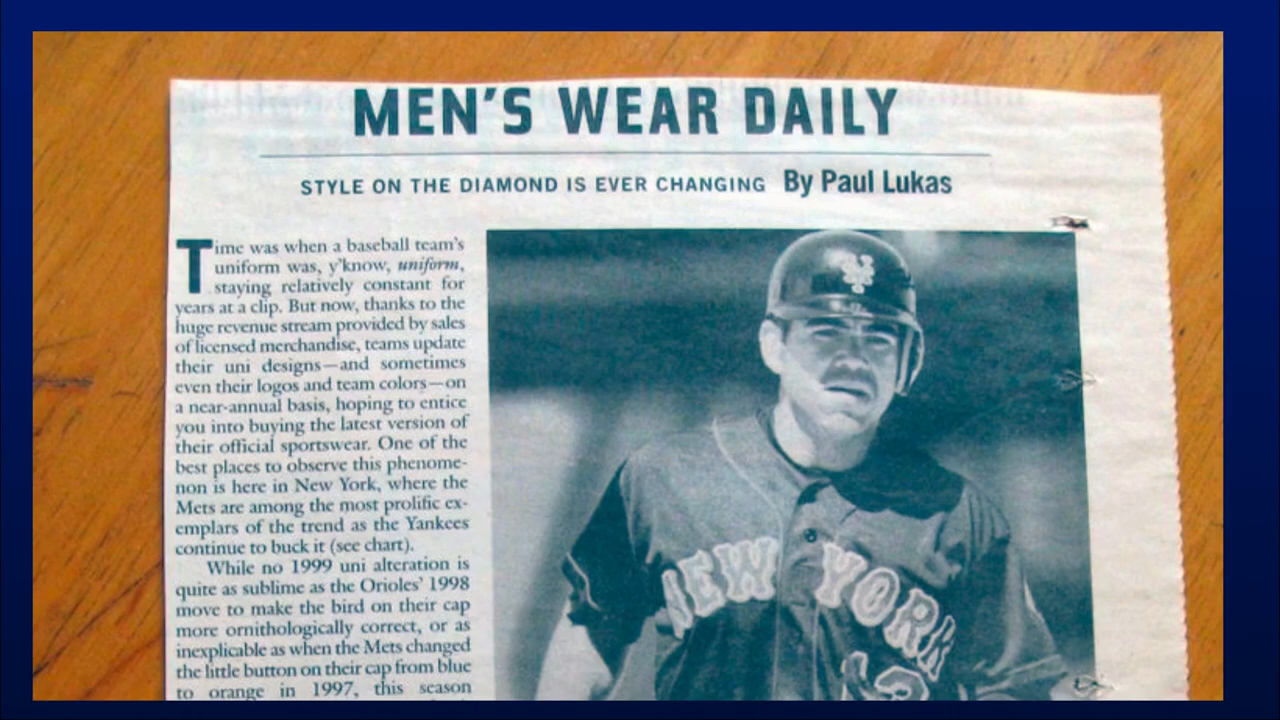 MEN'S WEAR DAILY
STYLE ON THE DIAMOND IS EVER CHANGING By Paul Lukas
Time was when a baseball team's
uniform was, y'know, uniform,
staying relatively constant for
years at a clip. But now, thanks to the
huge revenue stream provided by sales
of licensed merchandise, teams update
their uni designs—and sometimes
even their logos and team colors—on
a near-annual basis, hoping to entice
you into buying the latest version of
their official sportswear. One of the
best places to observe this phenome-
non is here in New York, where the
Mets are among the most prolific ex-
emplars of the trend as the Yankees
continue to buck it (see chart).
While no 1999 uni alteration is
quite as sublime as the Orioles' 1998
move to make the bird on their cap
more ornithologically correct, or as
inexplicable as when the Mets changed
the little button on their cap from blue
to orange in 1997, this season
NY
NEW YORK